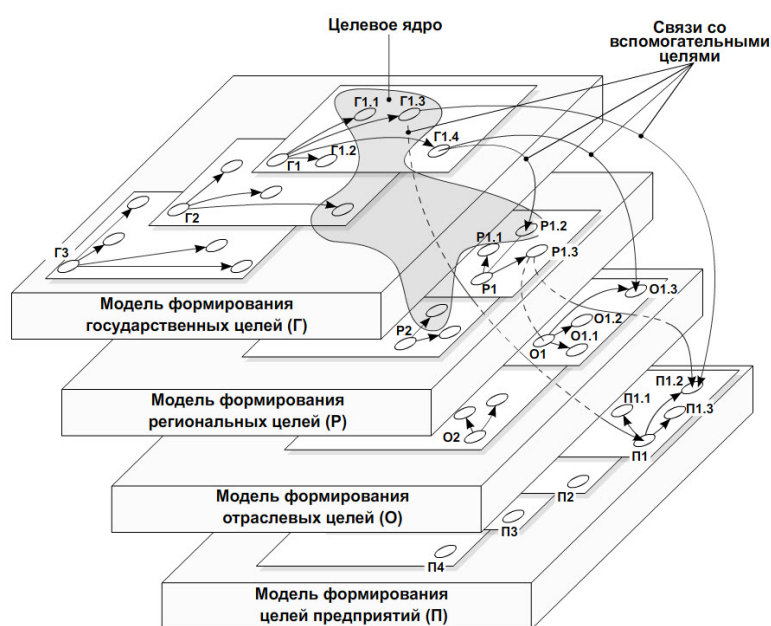 Целевое ядро
Связи со
вспомогательными
целями
Г1.1
Г1.3
Г1.2
Г1.4
Г1
Г2
Г3
Р1.2
Р1.1
Р1.3
Р1
Р2
О1.3
О1.2
О1.1
О1
О2
П1.2
П1.1
П1.3
П1
П2
П3
П4
Модель формирования
государственных целей (Г)
Модель формирования
региональных целей (Р)
Модель формирования
отраслевых целей (О)
Модель формирования
целей предприятий (П)